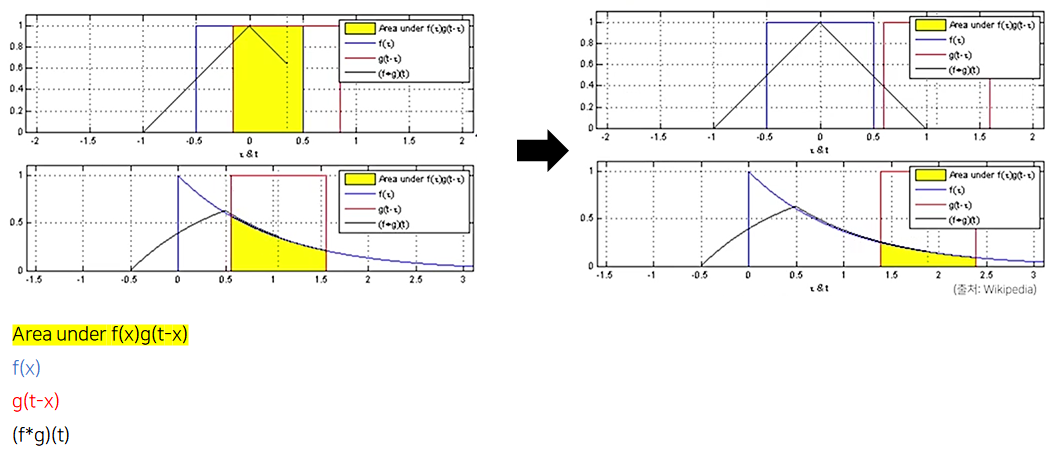 1
0.8
0.6
0.4
0.2
0
-2 -1.5 -1 -0.5 0 0.5 1 1.5 2
τ & t
Area under f(τ)g(t-τ)
f(τ)
g(t-τ)
(f∗g)(t)
1
0.8
0.6
0.4
0.2
0
-2 -1.5 -1 -0.5 0 0.5 1 1.5 2
τ & t
Area under f(τ)g(t-τ)
f(τ)
g(t-τ)
(f∗g)(t)
1
0.5
0
-1.5 -1 -0.5 0 0.5 1 1.5 2 2.5 3
τ & t
Area under f(τ)g(t-τ)
f(τ)
g(t-τ)
(f∗g)(t)
1
0.5
0
-1.5 -1 -0.5 0 0.5 1 1.5 2 2.5 3
τ & t
Area under f(τ)g(t-τ)
f(τ)
g(t-τ)
(f∗g)(t)
(출처: Wikipedia)
Area under f(x)g(t-x)
f(x)
g(t-x)
(f*g)(t)